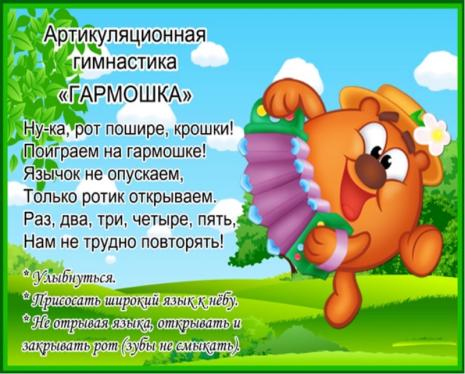 Артикуляционная
гимнастика
«ГАРМОШКА»
Ну-ка, рот пошире, крошки!
Поиграем на гармошке!
Язычок не опускаем,
Только ротик открываем.
Раз, два, три, четыре, пять,
Нам не трудно повторять!
* Улыбнуться.
* Присосать широкий язык к нёбу.
* Не отрывая языка, открывать и
закрывать рот (зубы не смыкать).